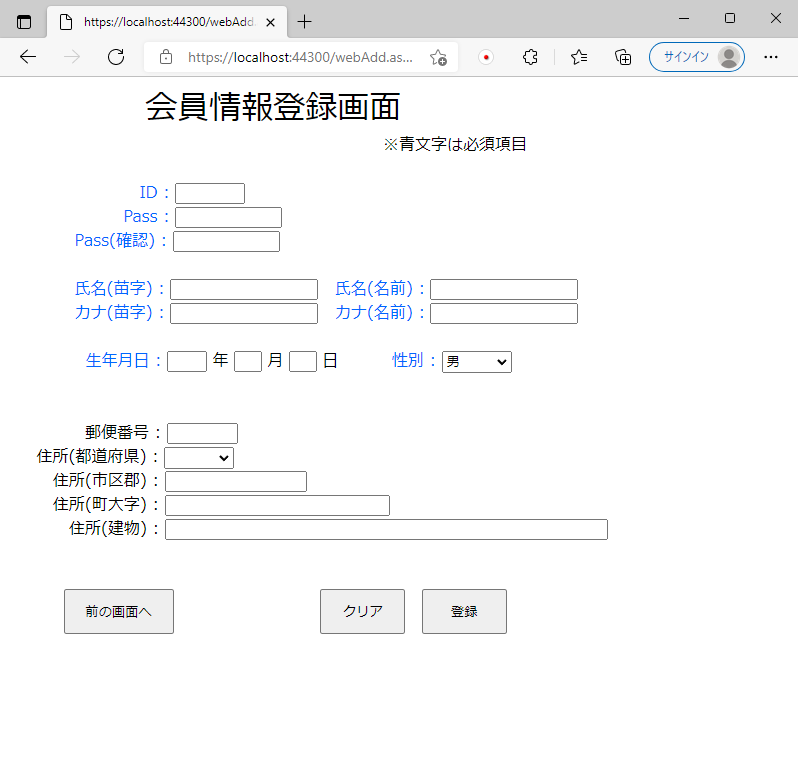 https://localhost:44300/webAdd.
https://localhost:44300/webAdd.as...
サインイン
会員情報登録画面
※青文字は必須項目
ID：
Pass：
Pass(確認)：
氏名(苗字)： 氏名(名前)：
カナ(苗字)： カナ(名前)：
生年月日： 年 月 日 性別： 男
郵便番号：
住所(都道府県)：
住所(市区郡)：
住所(町大字)：
住所(建物)：
前の画面へ クリア 登録